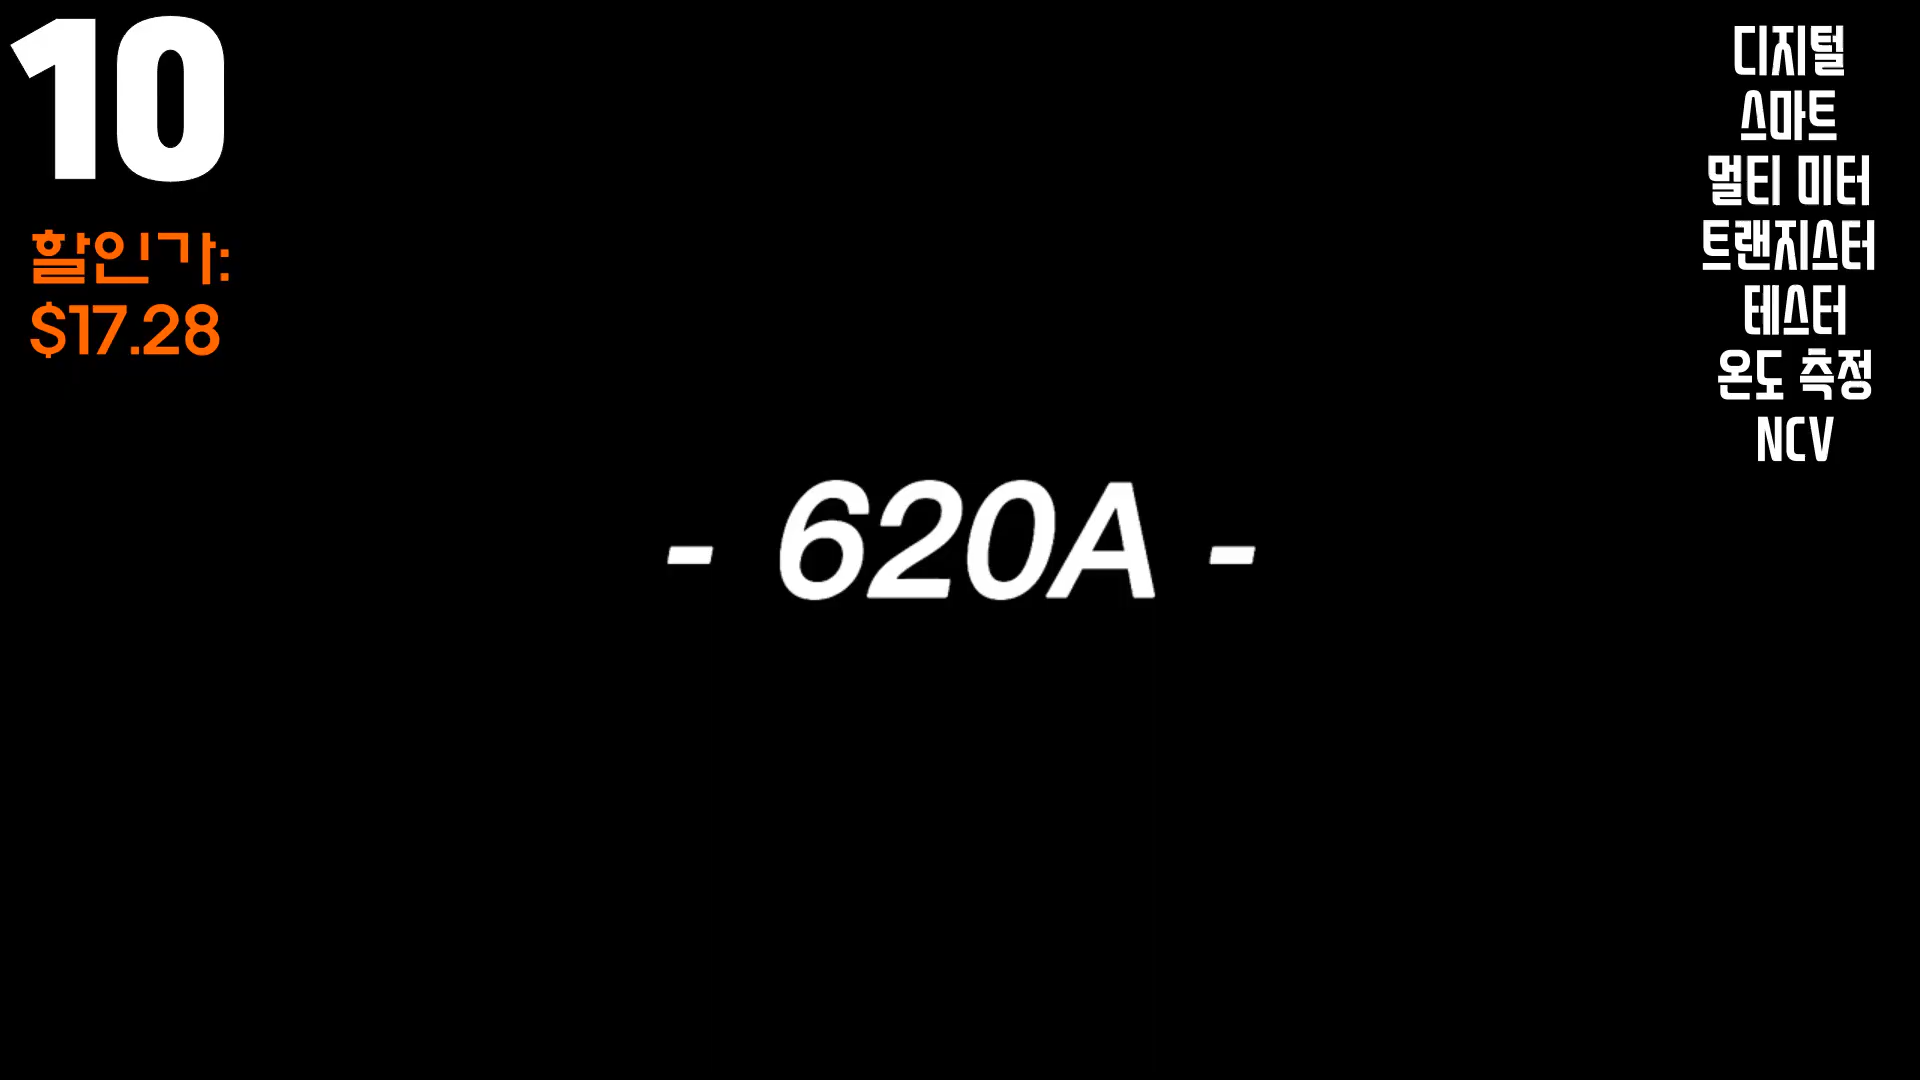 10
할인가:
$17.28
디지털
스마트
멀티 미터
트랜지스터
테스터
온도 측정
NCV
- 620A -